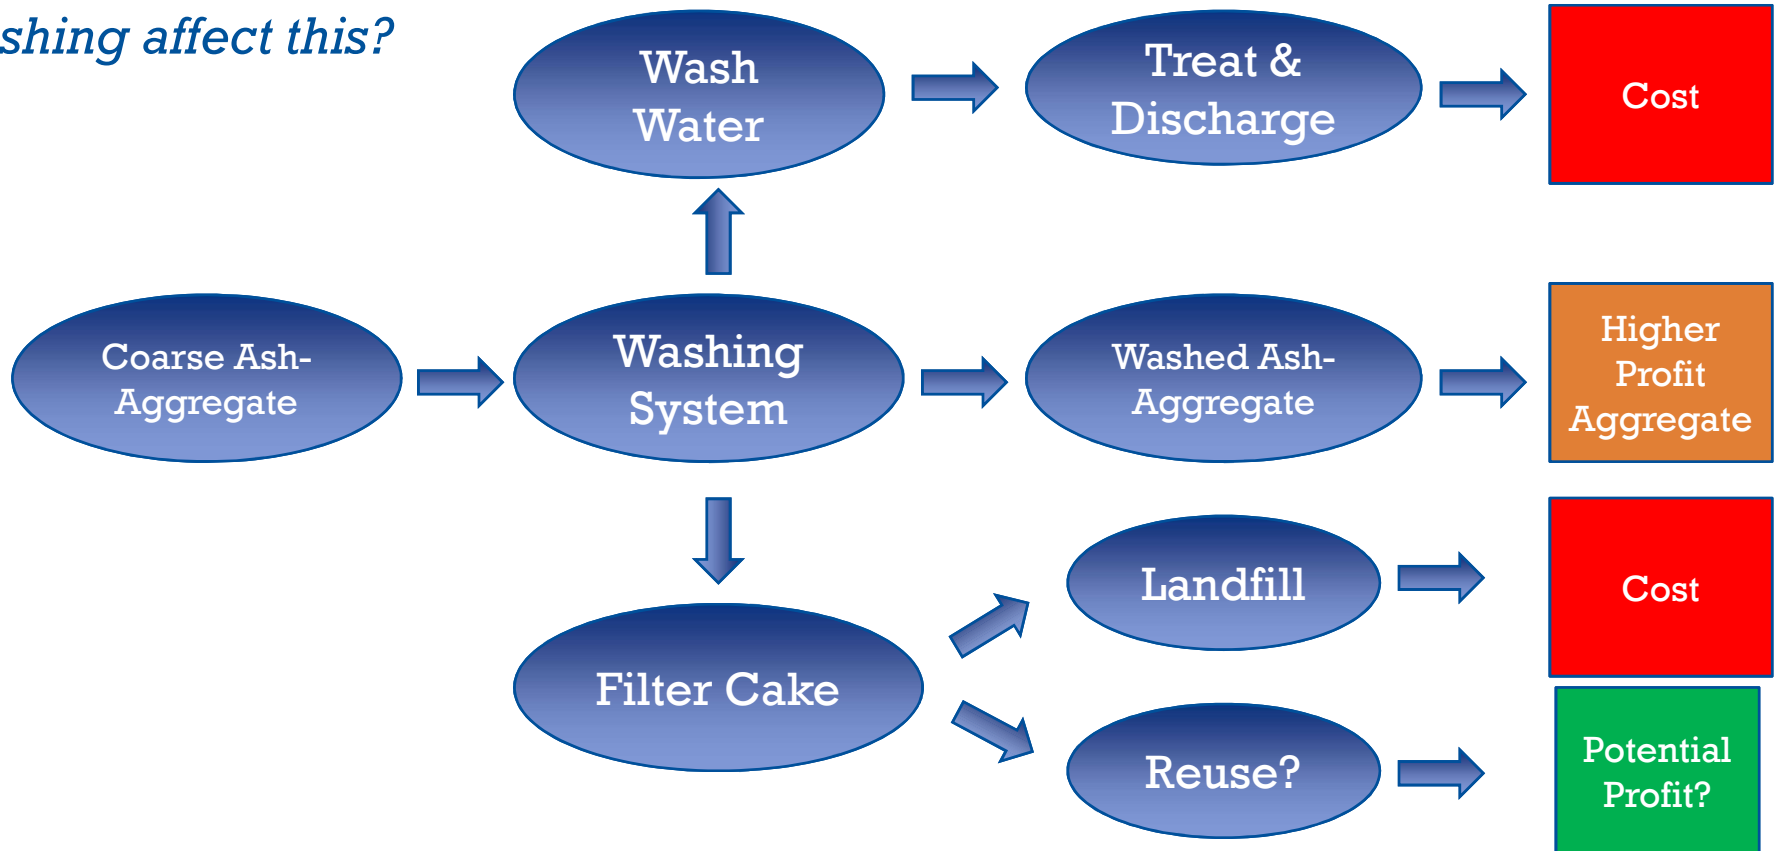 shing affect this?
Wash
Water
Treat &
Discharge
Cost
Coarse Ash-
Aggregate
Washing
System
Washed Ash-
Aggregate
Higher
Profit
Aggregate
Filter Cake
Landfill
Cost
Reuse?
Potential
Profit?